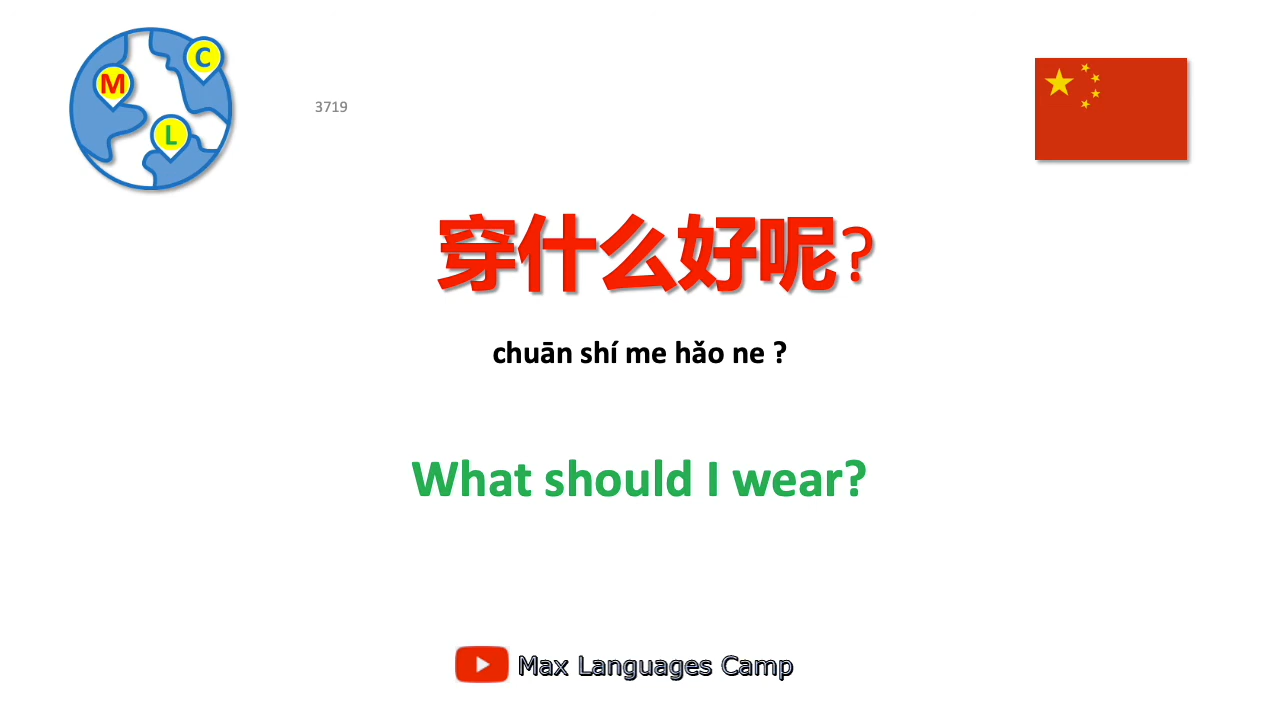 C
M
L
3719
穿什么好呢?
chuān shí me hǎo ne ?
What should I wear?
Max Languages Camp